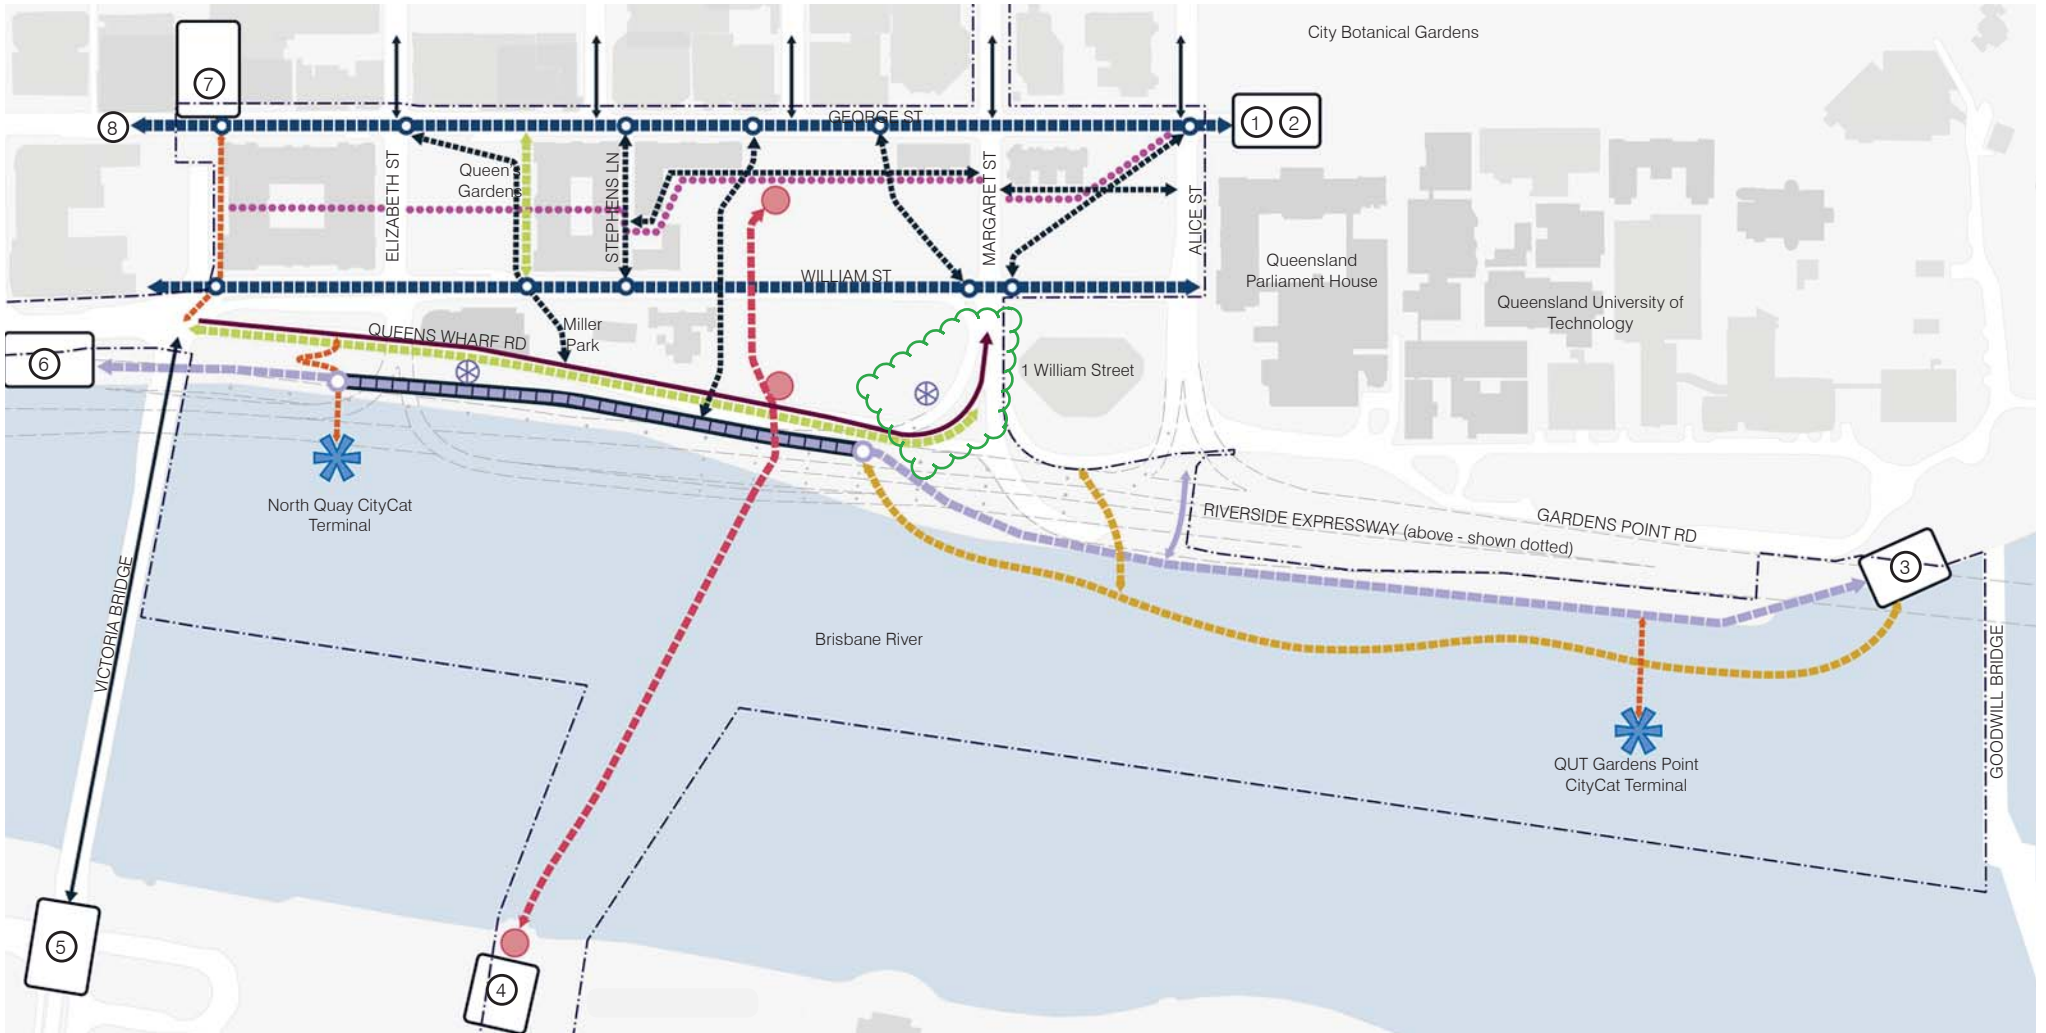 City Botanical Gardens
7
8
GEORGE ST
1
2
ELIZABETH ST
Queen
Gardens
STEPHENS LN
MARGARET ST
ALICE ST
WILLIAM ST
Queensland
Parliament House
Queensland University of
Technology
QUEENS WHARF RD
Miller
Park
6
1 William Street
North Quay CityCat
Terminal
RIVERSIDE EXPRESSWAY (above - shown dotted)
GARDENS POINT RD
3
VICTORIA BRIDGE
Brisbane River
GOODWILL BRIDGE
QUT Gardens Point
CityCat Terminal
5
4